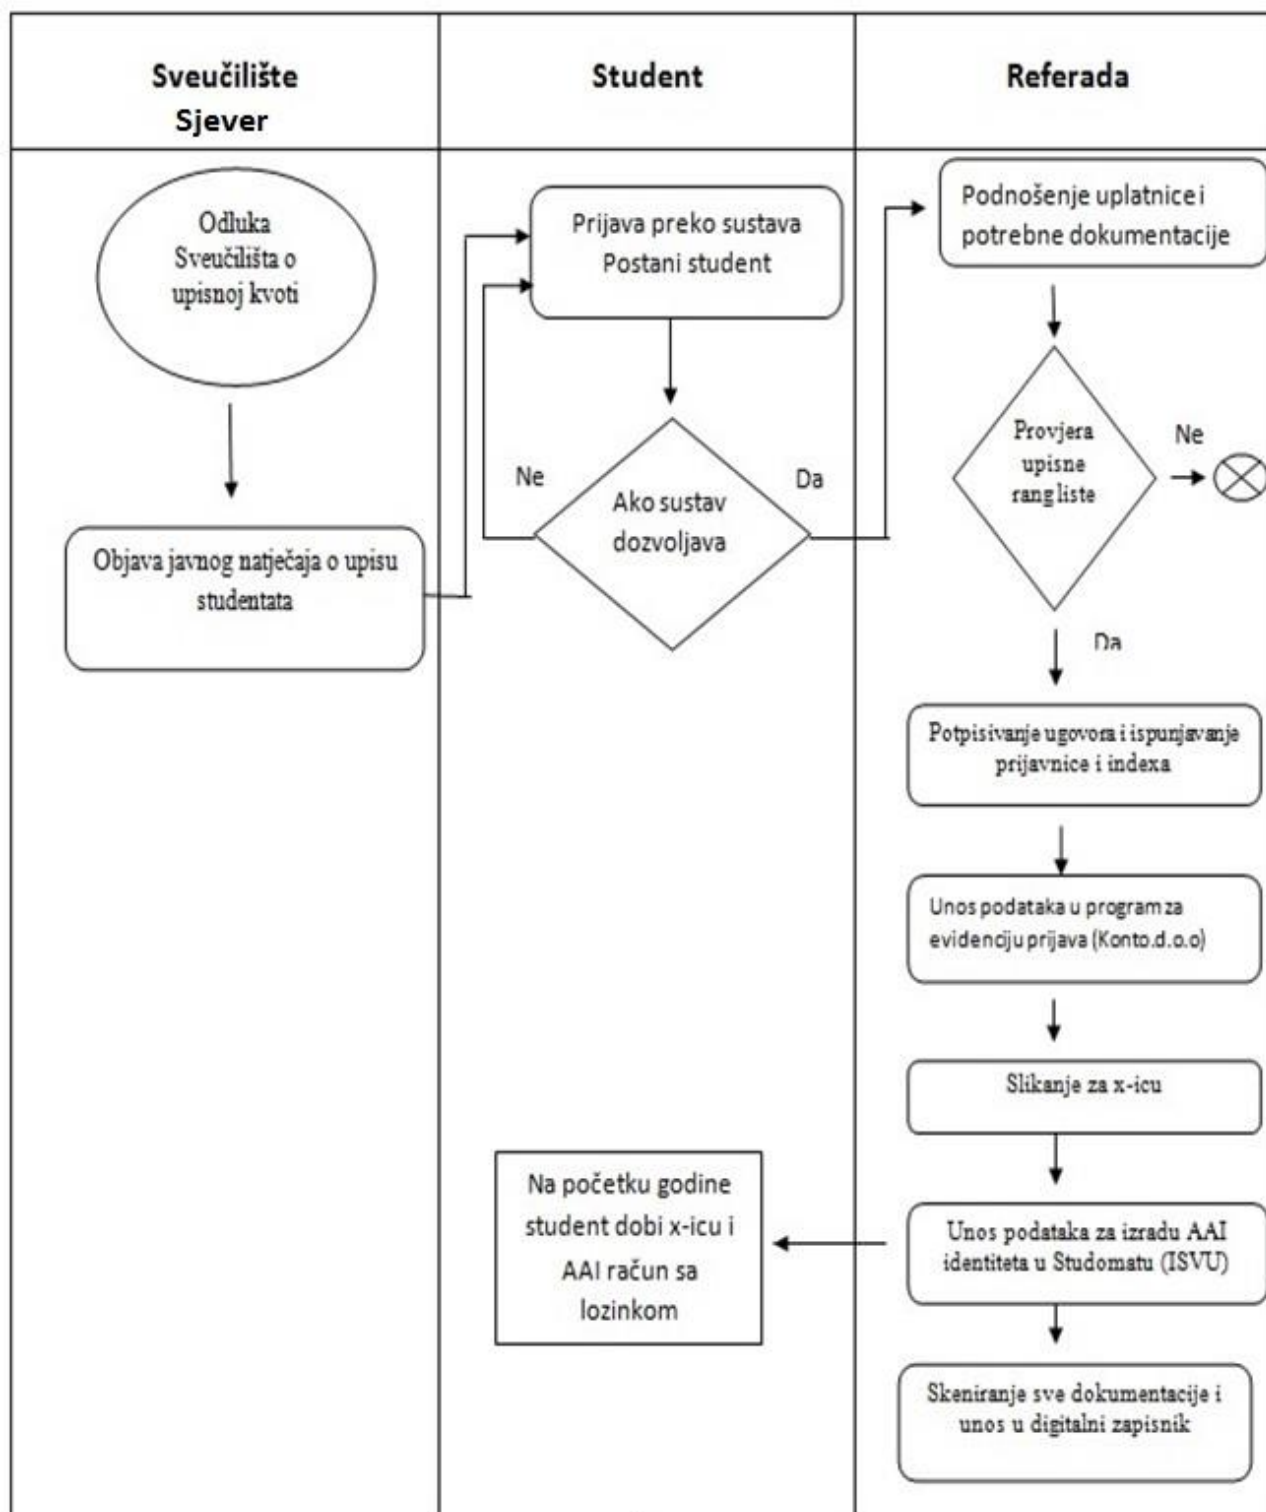 Sveučilište
Sjever
Student
Referada
Odluka
Sveučilišta o
upisnoj kvoti
Objava javnog natječaja o upisu
studentata
Prijava preko sustava
Postani student
Ne
Da
Ako sustav
dozvoljava
Na početku godine
student dobi x-icu i
AAI račun sa
lozinkom
Podnošenje uplatnice i
potrebne dokumentacije
Provjera
upisne
rang liste
Ne
Da
Potpisivanje ugovora i ispunjavanje
prijavnice i indexa
Unos podataka u program za
evidenciju prijava (Konto.d.o.o)
Slikanje za x-icu
Unos podataka za izradu AAI
identiteta u Studomatu (ISVU)
Skeniranje sve dokumentacije i
unos u digitalni zapisnik